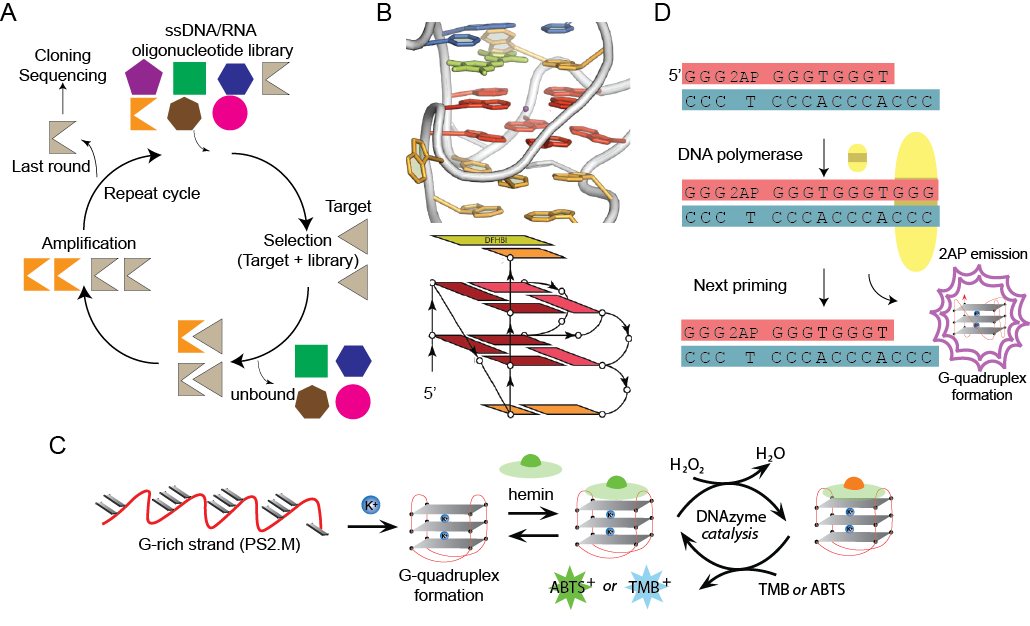 A
ssDNA/RNA
oligonucleotide library
Cloning
Sequencing
Last round
Repeat cycle
Target
Selection
(Target + library)
Amplification
unbound
B
DFHBI
5'
D
5' GGG2AP GGGTGGGT
CCC T CCCACCCACCC
DNA polymerase
GGG2AP GGGTGGGTGGG
CCC T CCCACCCACCC
2AP emission
Next priming
GGG2AP GGGTGGGT
CCC T CCCACCCACCC
G-quadruplex
formation
C
G-rich strand (PS2.M)
K+
K+
K+
G-quadruplex
formation
hemin
K+
K+
ABTS+ or TMB+
H2O2
H2O
DNAzyme
catalysis
TMB or ABTS
K+
K+